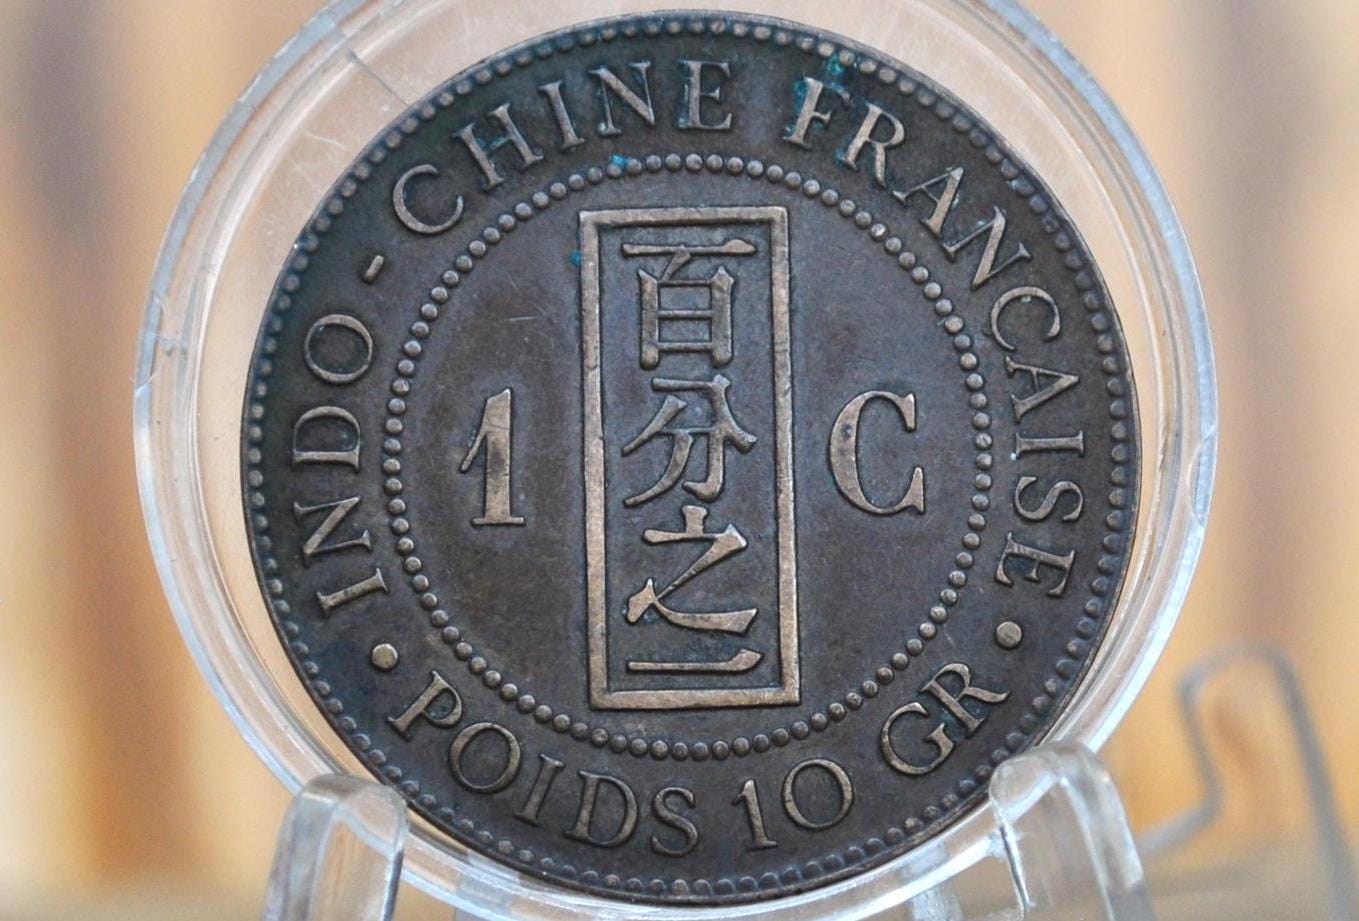 INDO-CHINE FRANCAISE
1
百分之一
C
• POIDS 10 GR •